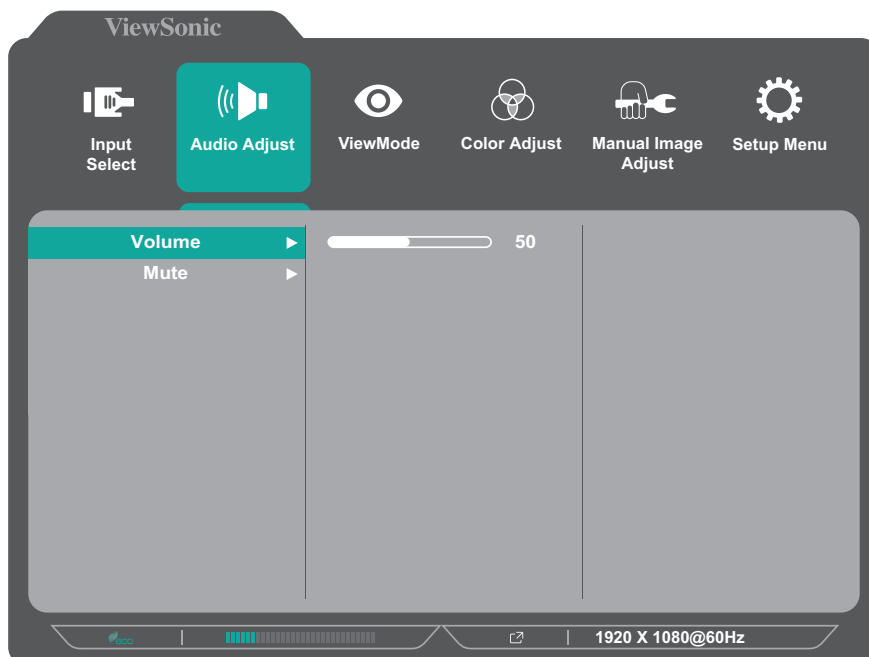 ViewSonic
Input Select
Audio Adjust
ViewMode
Color Adjust
Manual Image Adjust
Setup Menu
Volume
50
Mute
eco
1920 X 1080@60Hz